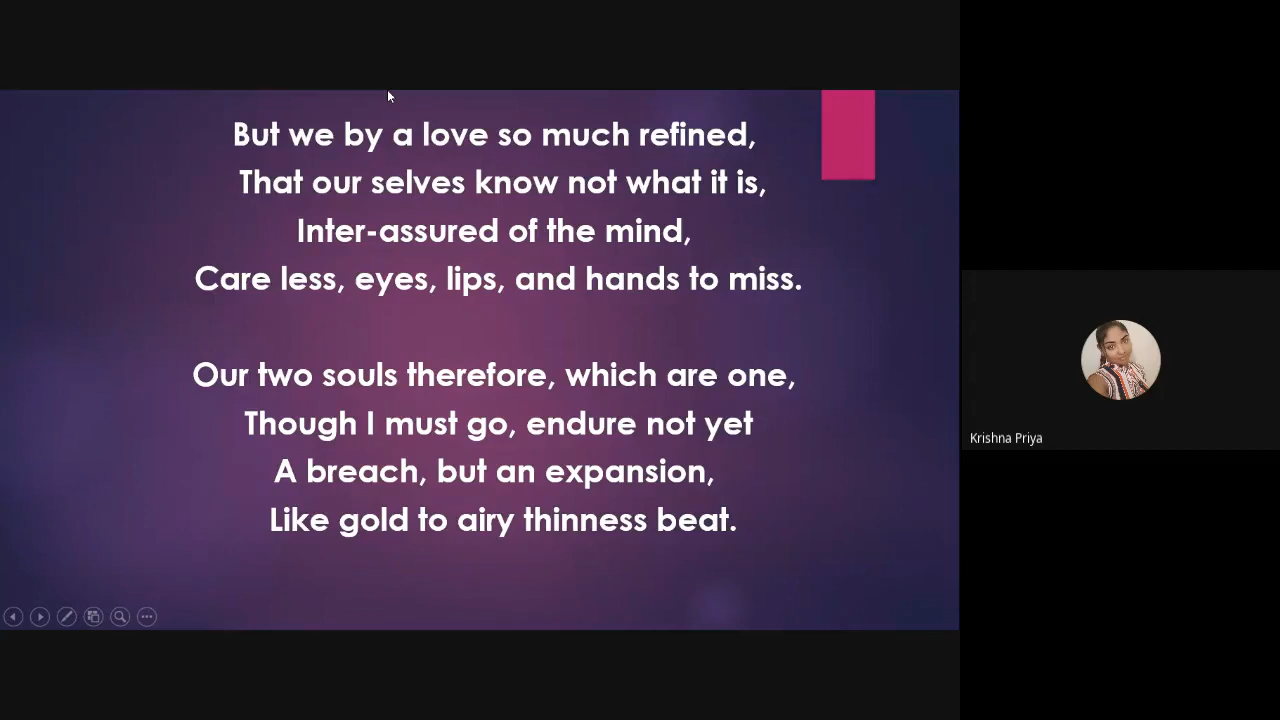 But we by a love so much refined,
That our selves know not what it is,
Inter-assured of the mind,
Care less, eyes, lips, and hands to miss.
Our two souls therefore, which are one,
Though I must go, endure not yet
A breach, but an expansion,
Like gold to airy thinness beat.
Krishna Priya